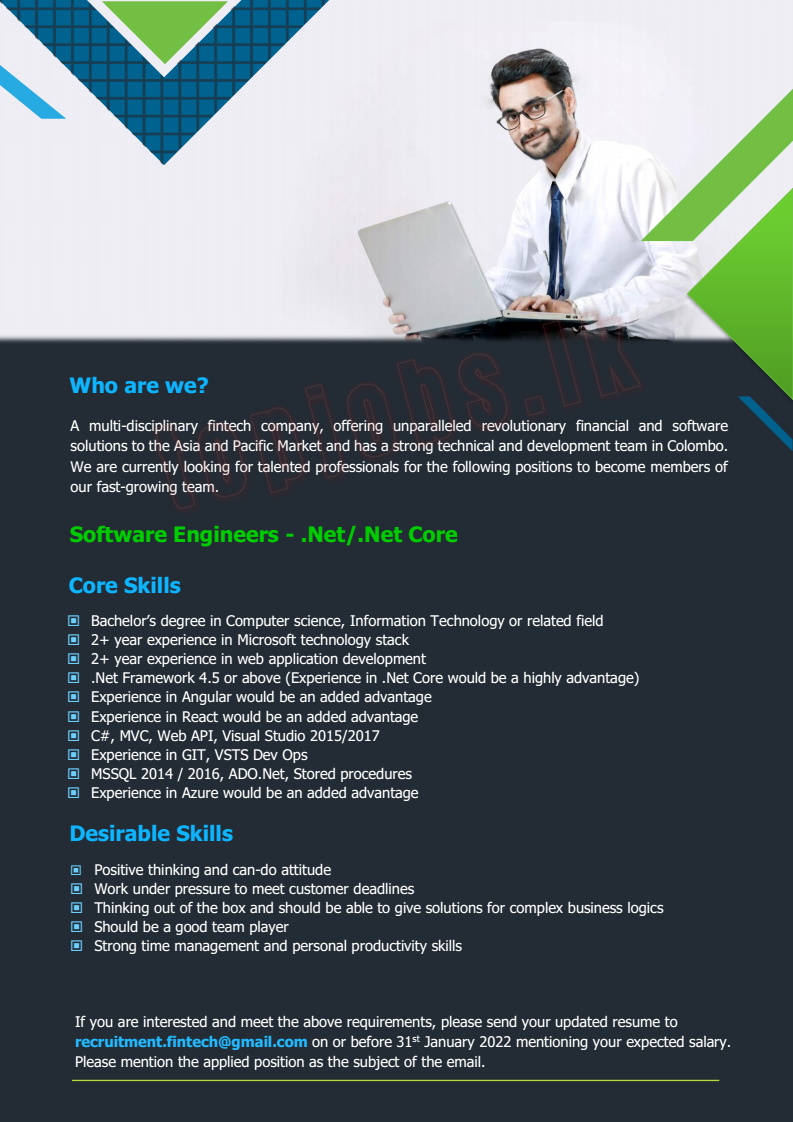 Who are we?
A multi-disciplinary fintech company, offering unparalleled revolutionary financial and software
solutions to the Asia and Pacific Market and has a strong technical and development team in Colombo.
We are currently looking for talented professionals for the following positions to become members of
our fast-growing team.
topjobs.lk
Software Engineers - .Net/.Net Core
Core Skills
Bachelor’s degree in Computer science, Information Technology or related field
2+ year experience in Microsoft technology stack
2+ year experience in web application development
.Net Framework 4.5 or above (Experience in .Net Core would be a highly advantage)
Experience in Angular would be an added advantage
Experience in React would be an added advantage
C#, MVC, Web API, Visual Studio 2015/2017
Experience in GIT, VSTS Dev Ops
MSSQL 2014 / 2016, ADO.Net, Stored procedures
Experience in Azure would be an added advantage
Desirable Skills
Positive thinking and can-do attitude
Work under pressure to meet customer deadlines
Thinking out of the box and should be able to give solutions for complex business logics
Should be a good team player
Strong time management and personal productivity skills
If you are interested and meet the above requirements, please send your updated resume to
recruitment.fintech@gmail.com on or before 31st January 2022 mentioning your expected salary.
Please mention the applied position as the subject of the email.